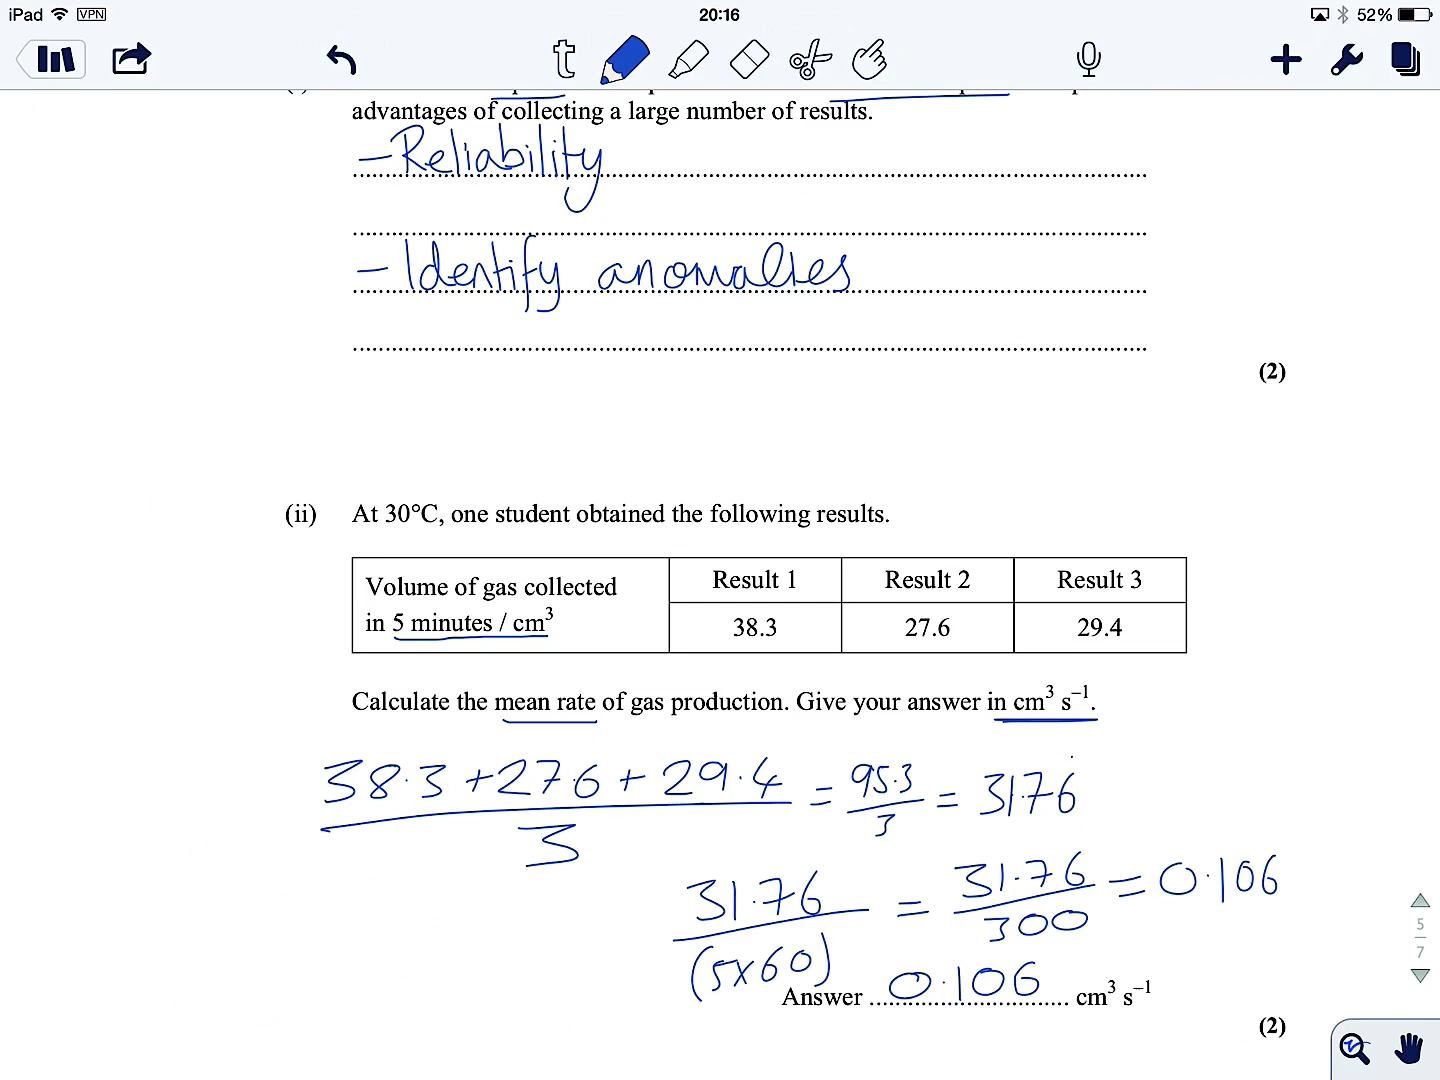 iPad VPN 20:16 52%
advantages of collecting a large number of results.
– Reliability
– Identify anomalies
(2)
(ii) At 30°C, one student obtained the following results.
Volume of gas collected in 5 minutes / cm³
Result 1 Result 2 Result 3
38.3 27.6 29.4
Calculate the mean rate of gas production. Give your answer in cm³ s⁻¹.
38.3 + 27.6 + 29.4 / 3 = 95.3 / 3 = 31.76
31.76 / (5×60) = 31.76 / 300 = 0.106
Answer 0.106 cm³ s⁻¹
(2)
5
7